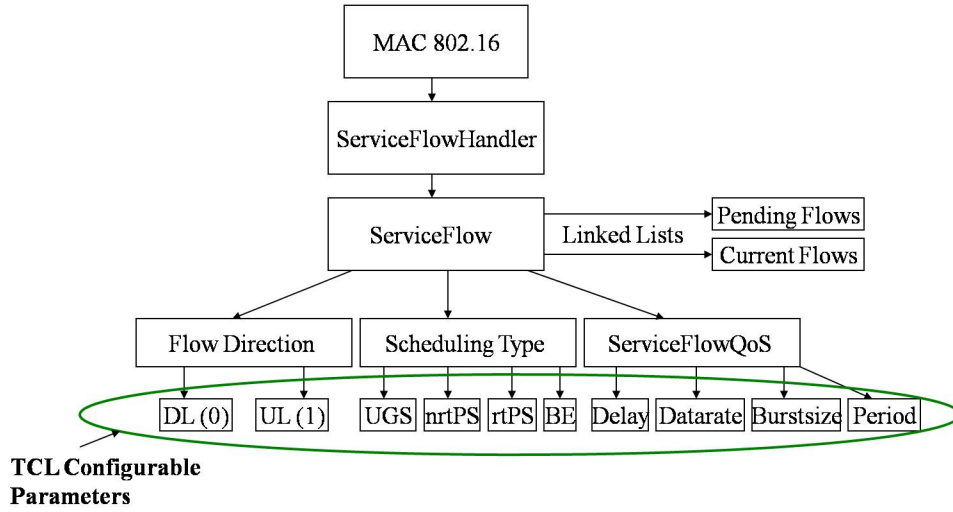 MAC 802.16
ServiceFlowHandler
ServiceFlow
Linked Lists
Pending Flows
Current Flows
Flow Direction
Scheduling Type
ServiceFlowQoS
DL (0)
UL (1)
UGS
nrtPS
rtPS
BE
Delay
Datarate
Burstsize
Period
TCL Configurable
Parameters